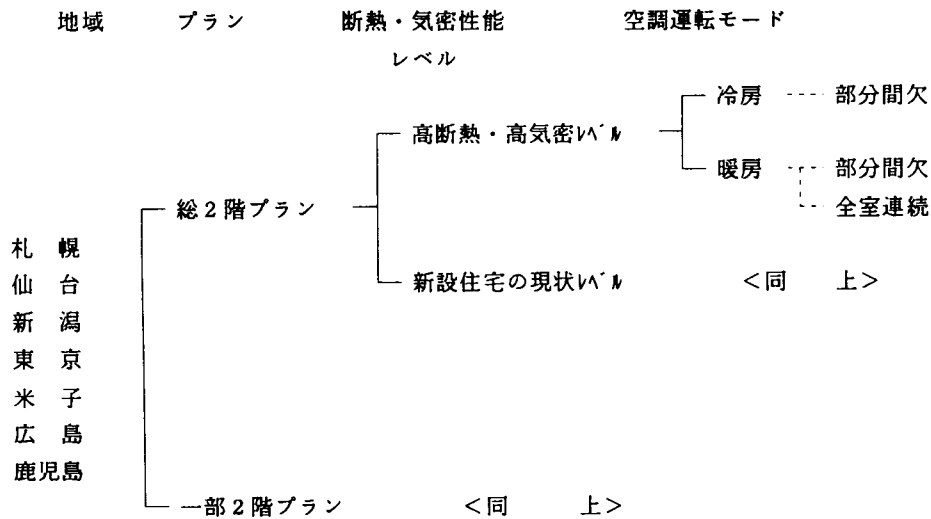 地域 プラン 断熱・気密性能 空調運転モード
レベル
冷房 部分間欠
高断熱・高気密ﾚﾍﾞﾙ
暖房 部分間欠
総2階プラン 全室連続
札幌
仙台 新設住宅の現状ﾚﾍﾞﾙ <同上>
新潟
東京
米子
広島
鹿児島
一部2階プラン <同上>